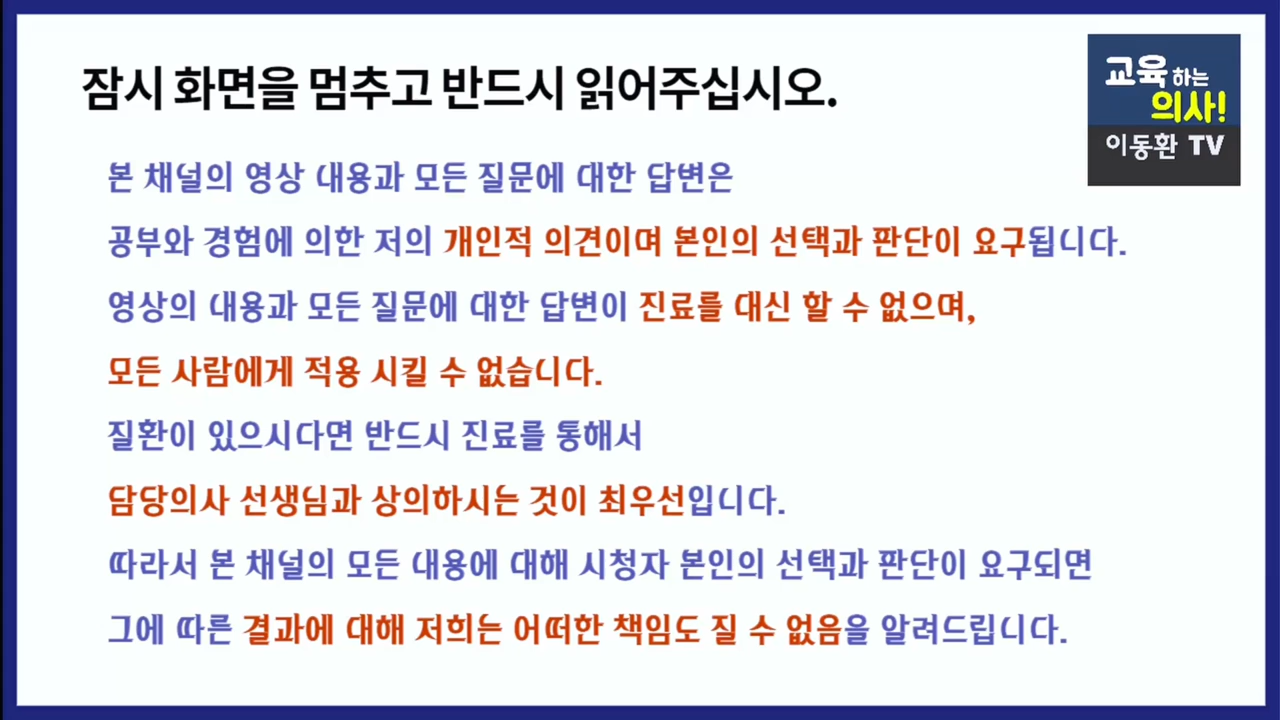 잠시 화면을 멈추고 반드시 읽어주십시오.
교육하는
의사!
이동환 TV
본 채널의 영상 내용과 모든 질문에 대한 답변은
공부와 경험에 의한 저의 개인적 의견이며 본인의 선택과 판단이 요구됩니다.
영상의 내용과 모든 질문에 대한 답변이 진료를 대신 할 수 없으며,
모든 사람에게 적용 시킬 수 없습니다.
질환이 있으시다면 반드시 진료를 통해서
담당의사 선생님과 상의하시는 것이 최우선입니다.
따라서 본 채널의 모든 내용에 대해 시청자 본인의 선택과 판단이 요구되면
그에 따른 결과에 대해 저희는 어떠한 책임도 질 수 없음을 알려드립니다.